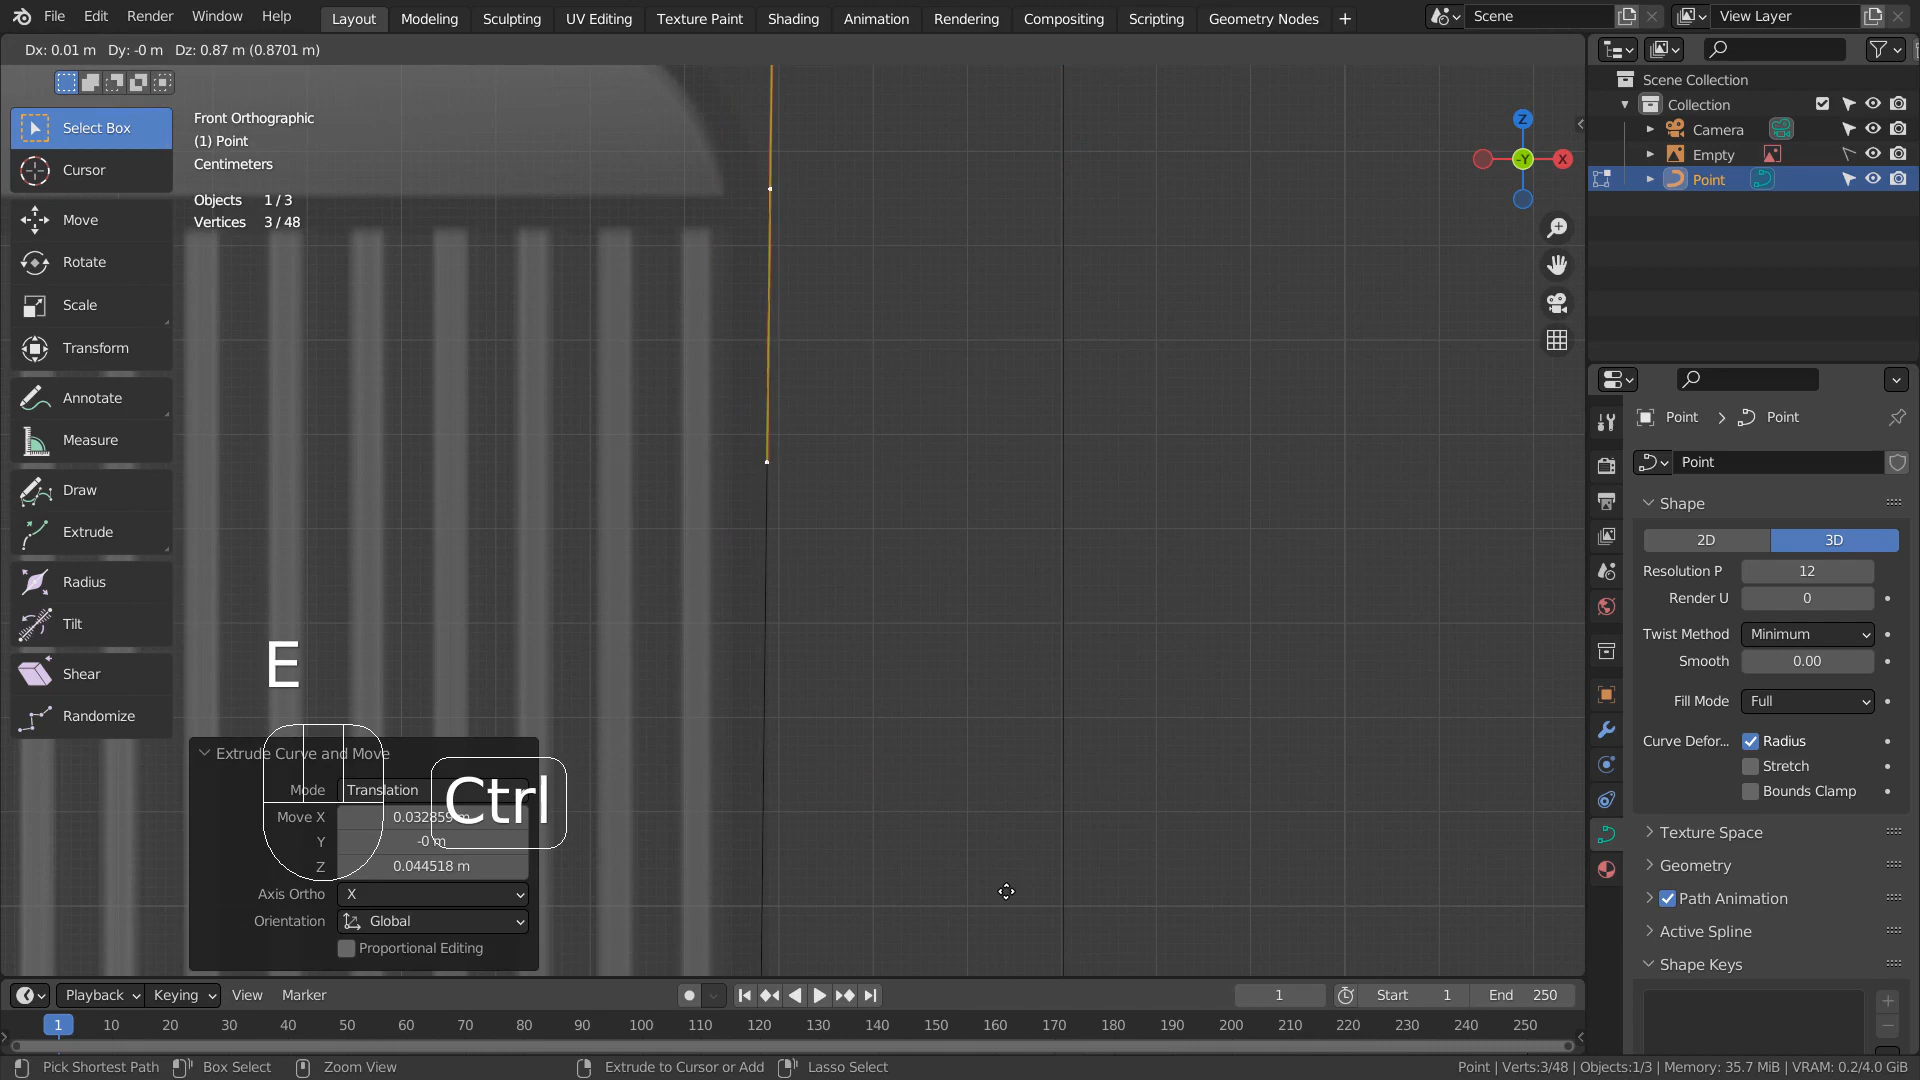 File Edit Render Window Help Layout Modeling Sculpting UV Editing Texture Paint Shading Animation Rendering Compositing Scripting Geometry Nodes + Scene View Layer
Dx: 0.01 m Dy: -0 m Dz: 0.87 m (0.8701 m)
Select Box
Cursor
Move
Rotate
Scale
Transform
Annotate
Measure
Draw
Extrude
Radius
Tilt
Shear
Randomize
Front Orthographic
(1) Point
Centimeters
Objects 1 / 3
Vertices 3 / 48
E
Ctrl
Extrude Curve and Move
Mode Translation
Move X 0.032859 m
Y -0 m
Z 0.044518 m
Axis Ortho X
Orientation Global
Proportional Editing
Z
-Y
X
Scene Collection
Collection
Camera
Empty
Point
Point > Point
Point
Shape
2D 3D
Resolution P 12
Render U 0
Twist Method Minimum
Smooth 0.00
Fill Mode Full
Curve Defor... Radius
Stretch
Bounds Clamp
Texture Space
Geometry
Path Animation
Active Spline
Shape Keys
Playback Keying View Marker 1 Start 1 End 250
1 10 20 30 40 50 60 70 80 90 100 110 120 130 140 150 160 170 180 190 200 210 220 230 240 250
Pick Shortest Path Box Select Zoom View Extrude to Cursor or Add Lasso Select Point | Verts:3/48 | Objects:1/3 | Memory: 35.7 MiB | VRAM: 0.2/4.0 GiB